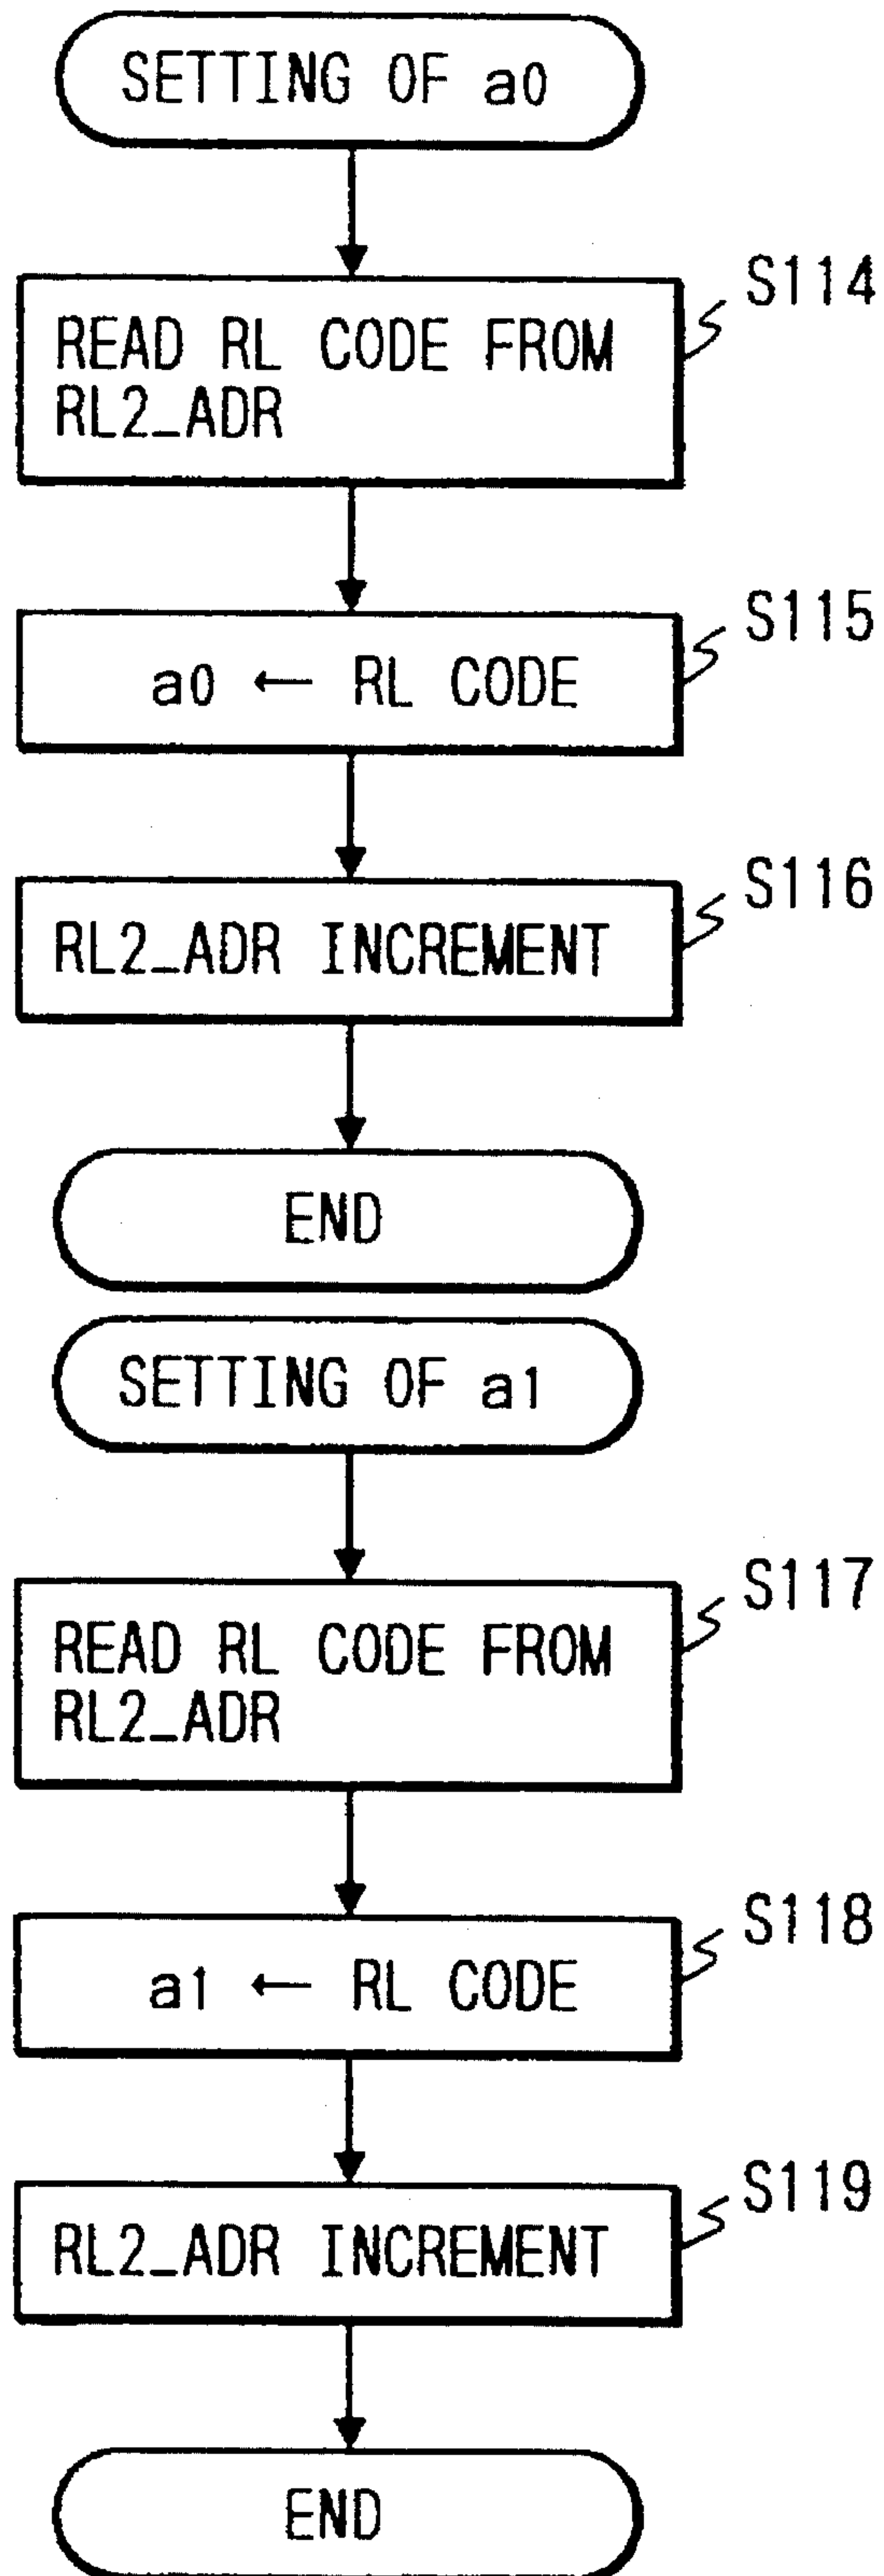 SETTING OF a0
S114
READ RL CODE FROM
RL2_ADR
S115
a0 ← RL CODE
S116
RL2_ADR INCREMENT
END
SETTING OF a1
S117
READ RL CODE FROM
RL2_ADR
S118
a1 ← RL CODE
S119
RL2_ADR INCREMENT
END